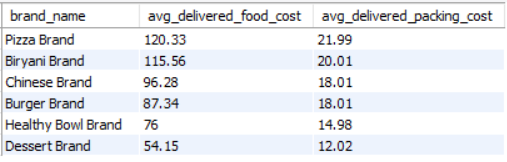 brand_name avg_delivered_food_cost avg_delivered_packing_cost
Pizza Brand 120.33 21.99
Biryani Brand 115.56 20.01
Chinese Brand 96.28 18.01
Burger Brand 87.34 18.01
Healthy Bowl Brand 76 14.98
Dessert Brand 54.15 12.02